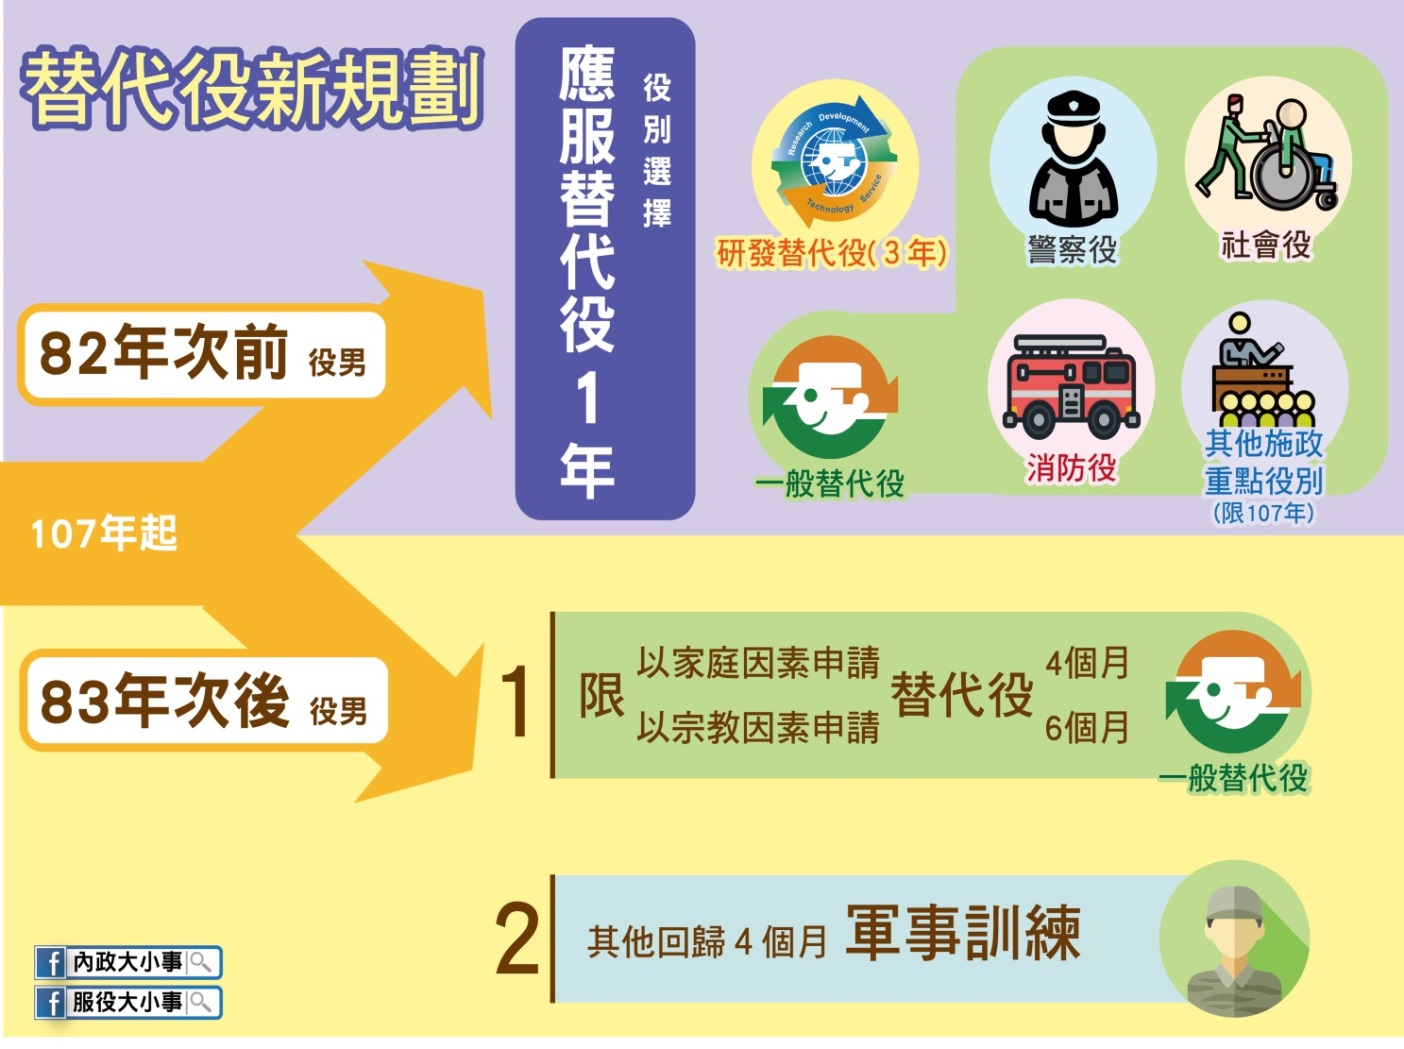 替代役新規劃
107年起
82年次前 役男
應服替代役1年
役別選擇
Research Development
Technology Service
研發替代役(3年)
一般替代役
警察役
社會役
消防役
其他施政
重點役別
(限107年)
83年次後 役男
1
限
以家庭因素申請
以宗教因素申請
替代役
4個月
6個月
一般替代役
2
其他回歸4個月 軍事訓練
f 內政大小事
f 服役大小事